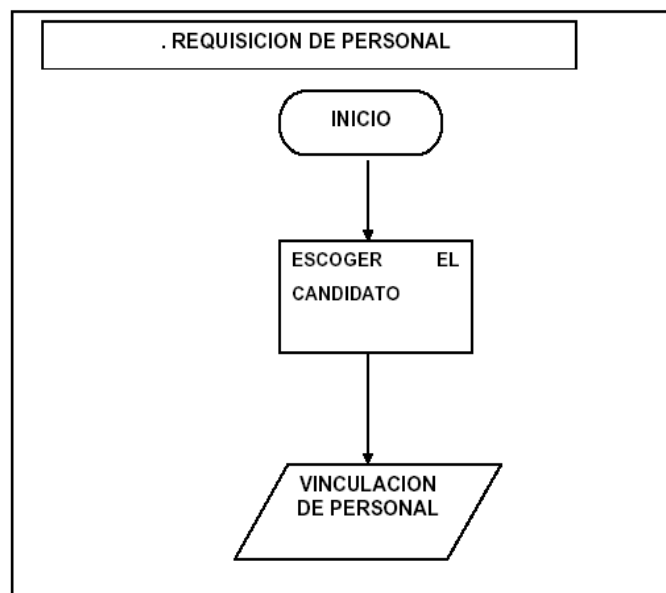 . REQUISICION DE PERSONAL
INICIO
ESCOGER EL
CANDIDATO
VINCULACION
DE PERSONAL